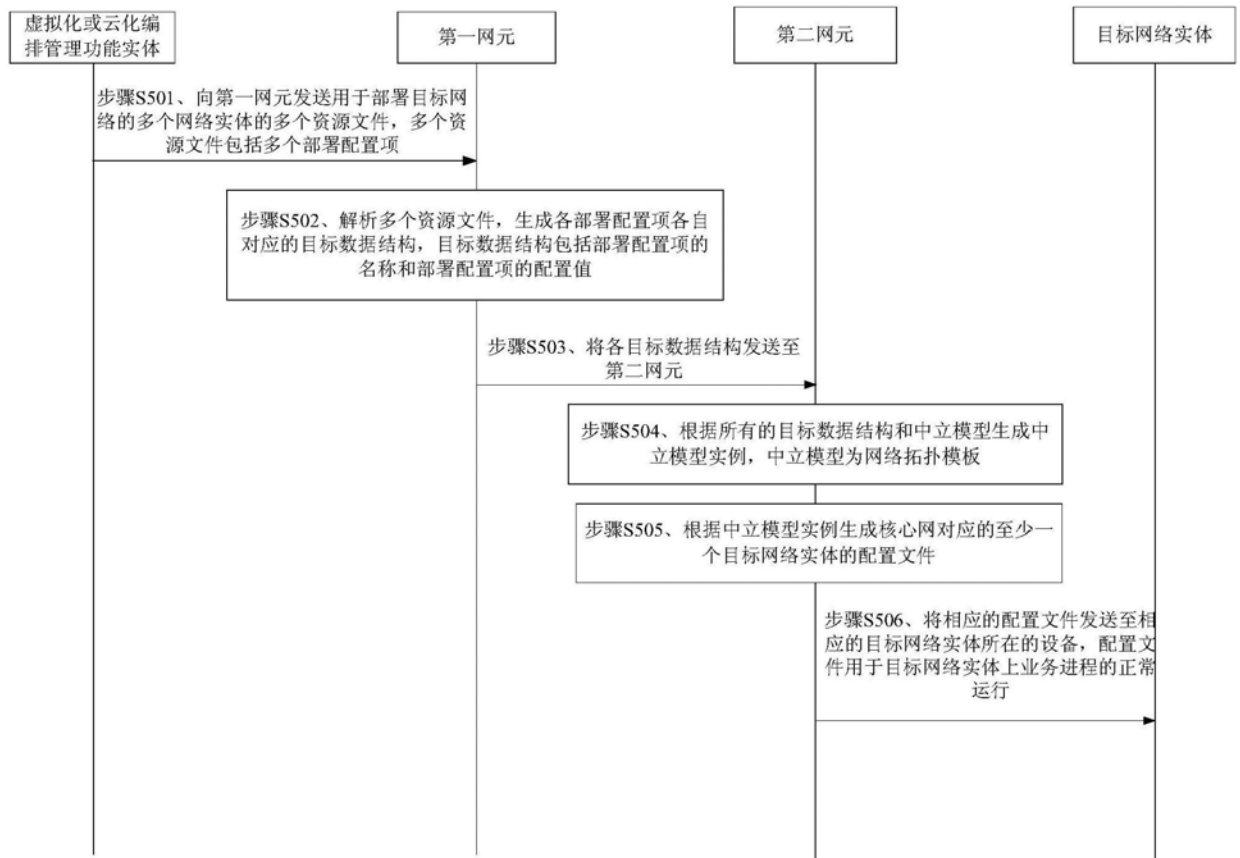 虚拟化或云化编
排管理功能实体
第一网元
第二网元
目标网络实体
步骤S501、向第一网元发送用于部署目标网
络的多个网络实体的多个资源文件，多个资
源文件包括多个部署配置项
步骤S502、解析多个资源文件，生成各部署配置项各自
对应的目标数据结构，目标数据结构包括部署配置项的
名称和部署配置项的配置值
步骤S503、将各目标数据结构发送至
第二网元
步骤S504、根据所有的目标数据结构和中立模型生成中
立模型实例，中立模型为网络拓扑模板
步骤S505、根据中立模型实例生成核心网对应的至少一
个目标网络实体的配置文件
步骤S506、将相应的配置文件发送至相
应的目标网络实体所在的设备，配置文
件用于目标网络实体上业务进程的正常
运行